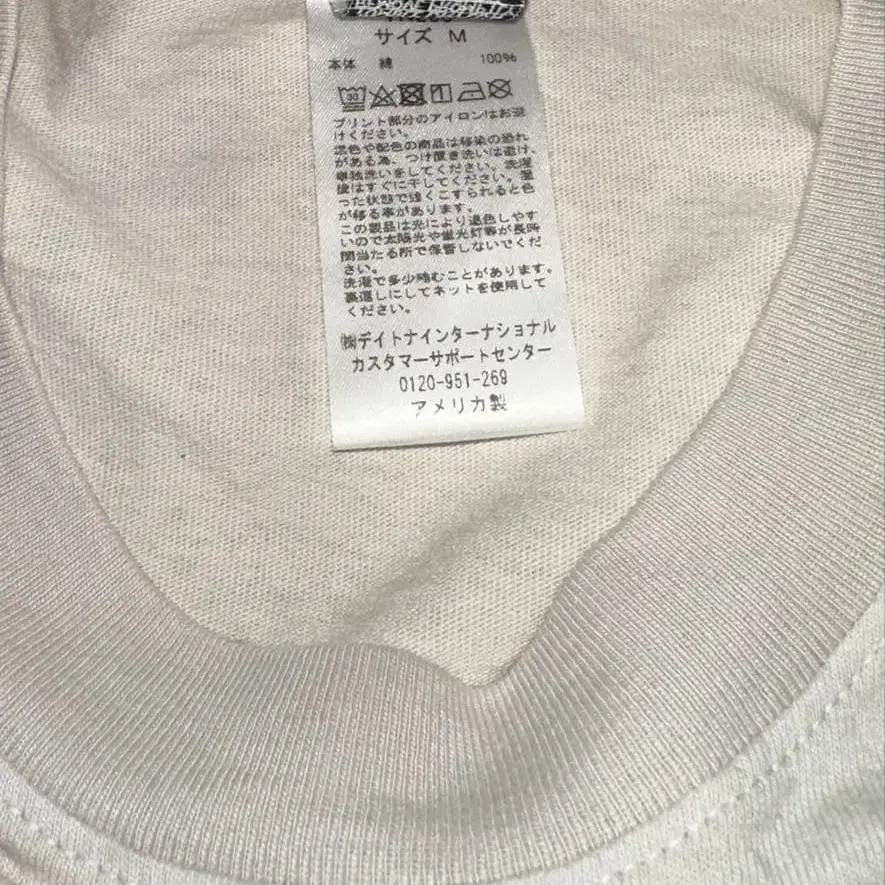 サイズ M
本体 綿 100%
30
プリント部分のアイロンはお避
けください。
濃色や配色の商品は移染の恐れ
がある為、つけ置き洗いは避け、
単独洗いをしてください。洗濯
後はすぐに干してください。湿
った状態で強くこすられると色
が移る事があります。
この製品は光により退色しやす
いので太陽光や蛍光灯等が長時
間当たる所で保管しないでくだ
さい。
洗濯で多少縮むことがあります。
裏返しにしてネットを使用して
ください。
㈱デイトナインターナショナル
カスタマーサポートセンター
0120-951-269
アメリカ製